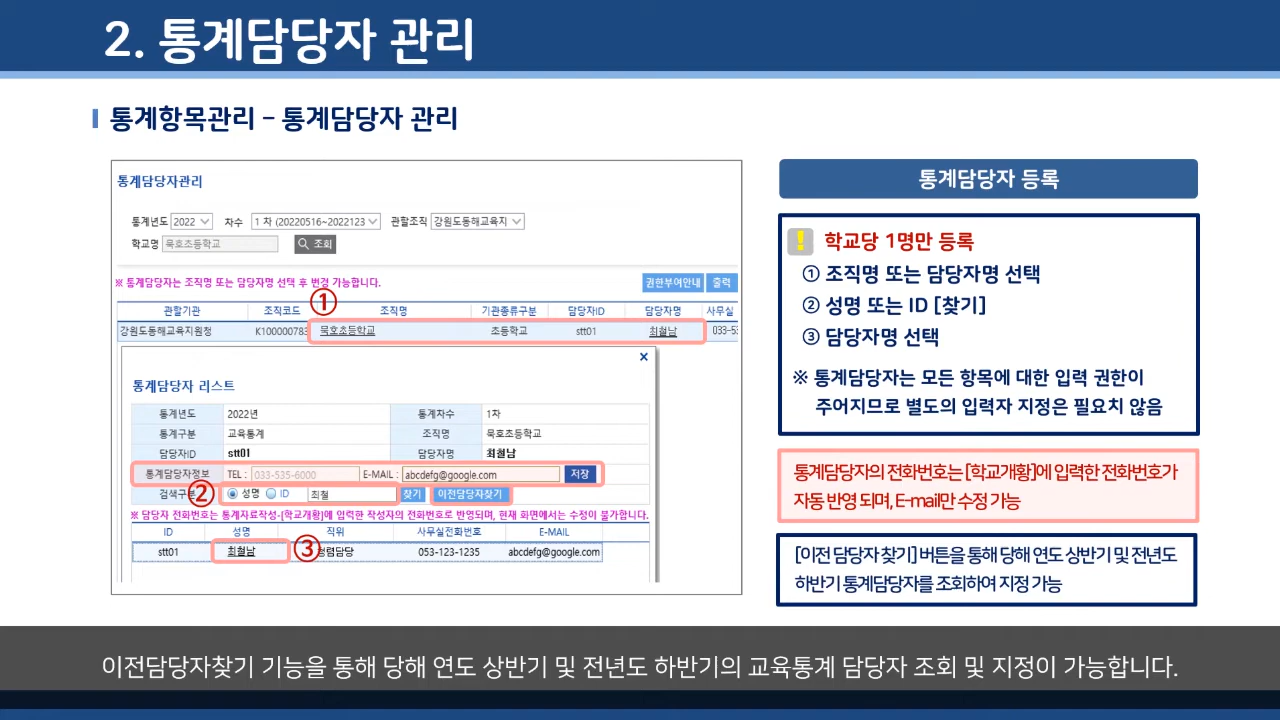 2. 통계담당자 관리
통계항목관리 – 통계담당자 관리
통계담당자관리
통계년도 2022 차수 1 차 (20220516~2022123 관할조직 강원도동해교육지
학교명 묵호초등학교 조회
※ 통계담당자는 조직명 또는 담당자명 선택 후 변경 가능합니다. 권한부여안내 출력
①
관할기관 조직코드 조직명 기관종류구분 담당자ID 담당자명 사무실
강원도동해교육지원청 K100000783 묵호초등학교 초등학교 stt01 최철남 033-53
×
통계담당자 리스트
통계년도 2022년 통계차수 1차
통계구분 교육통계 조직명 묵호초등학교
담당자ID stt01 담당자명 최철남
통계담당자정보 TEL : 033-535-6000 E-MAIL : abcdefg@google.com 저장
검색구분 ② 성명 ID 최철 찾기 이전담당자찾기
※ 담당자 전화번호는 통계자료작성-[학교개황]에 입력한 작성자의 전화번호로 반영되며, 현재 화면에서는 수정이 불가합니다.
ID 성명 직위 사무실전화번호 E-MAIL
stt01 최철남 ③ 청렴담당 053-123-1235 abcdefg@google.com
통계담당자 등록
! 학교당 1명만 등록
① 조직명 또는 담당자명 선택
② 성명 또는 ID [찾기]
③ 담당자명 선택
※ 통계담당자는 모든 항목에 대한 입력 권한이
주어지므로 별도의 입력자 지정은 필요치 않음
통계담당자의 전화번호는 [학교개황]에 입력한 전화번호가
자동 반영 되며, E-mail만 수정 가능
[이전 담당자 찾기] 버튼을 통해 당해 연도 상반기 및 전년도
하반기 통계담당자를 조회하여 지정 가능
이전담당자찾기 기능을 통해 당해 연도 상반기 및 전년도 하반기의 교육통계 담당자 조회 및 지정이 가능합니다.